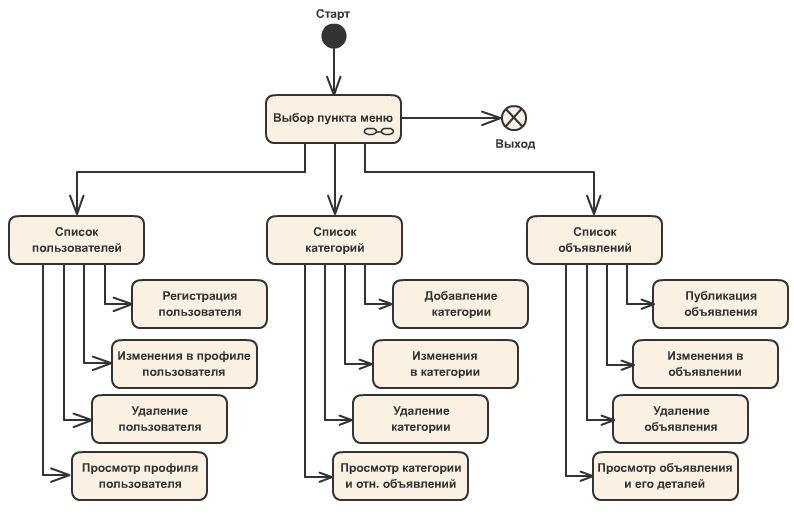 Старт
Выбор пункта меню
Выход
Список
пользователей
Список
категорий
Список
объявлений
Регистрация
пользователя
Добавление
категории
Публикация
объявления
Изменения в профиле
пользователя
Изменения
в категории
Изменения в
объявлении
Удаление
пользователя
Удаление
категории
Удаление
объявления
Просмотр профиля
пользователя
Просмотр категории
и отн. объявлений
Просмотр объявления
и его деталей